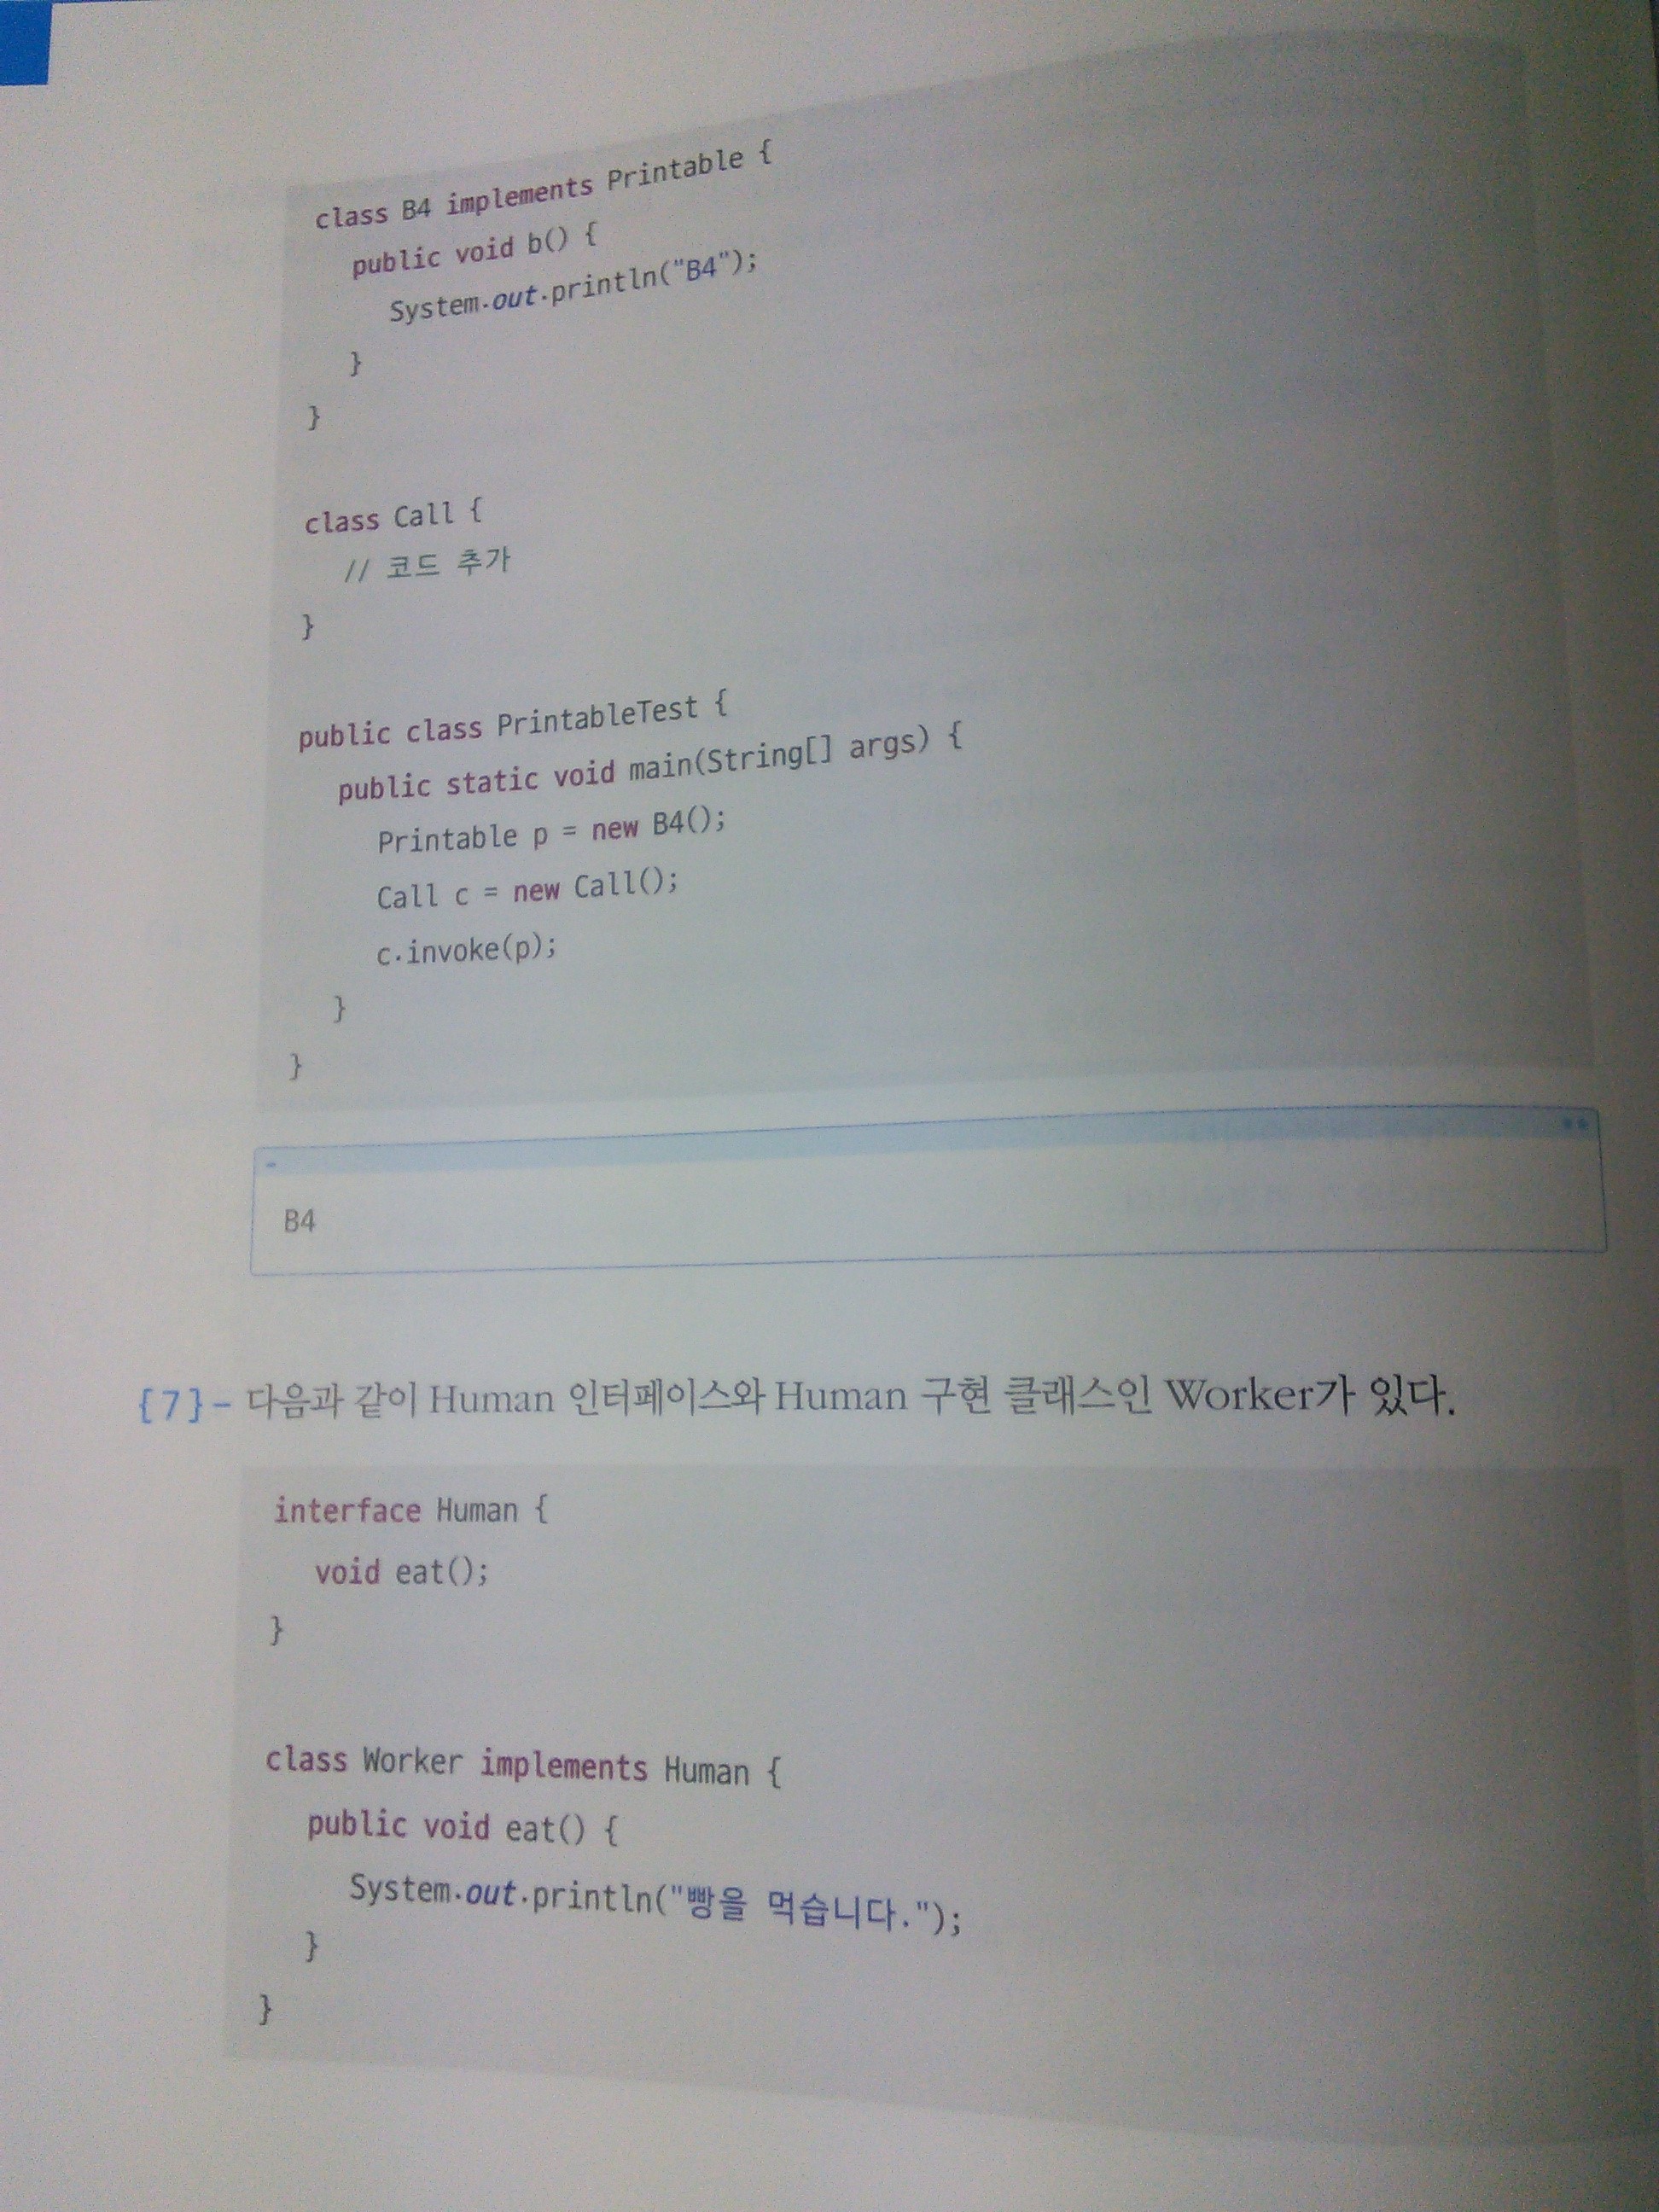 class B4 implements Printable {
public void b() {
System.out.println("B4");
}
}
class Call {
// 코드 추가
}
public class PrintableTest {
public static void main(String[] args) {
Printable p = new B4();
Call c = new Call();
c.invoke(p);
}
}
B4
{7}- 다음과 같이 Human 인터페이스와 Human 구현 클래스인 Worker가 있다.
interface Human {
void eat();
}
class Worker implements Human {
public void eat() {
System.out.println("빵을 먹습니다.");
}
}